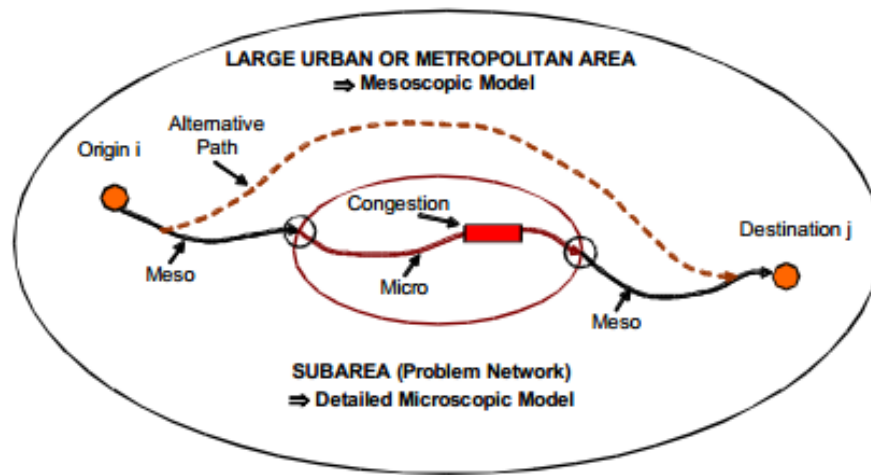 LARGE URBAN OR METROPOLITAN AREA
⇒ Mesoscopic Model
Alternative
Path
Origin i
Congestion
Destination j
Meso
Micro
Meso
SUBAREA (Problem Network)
⇒ Detailed Microscopic Model